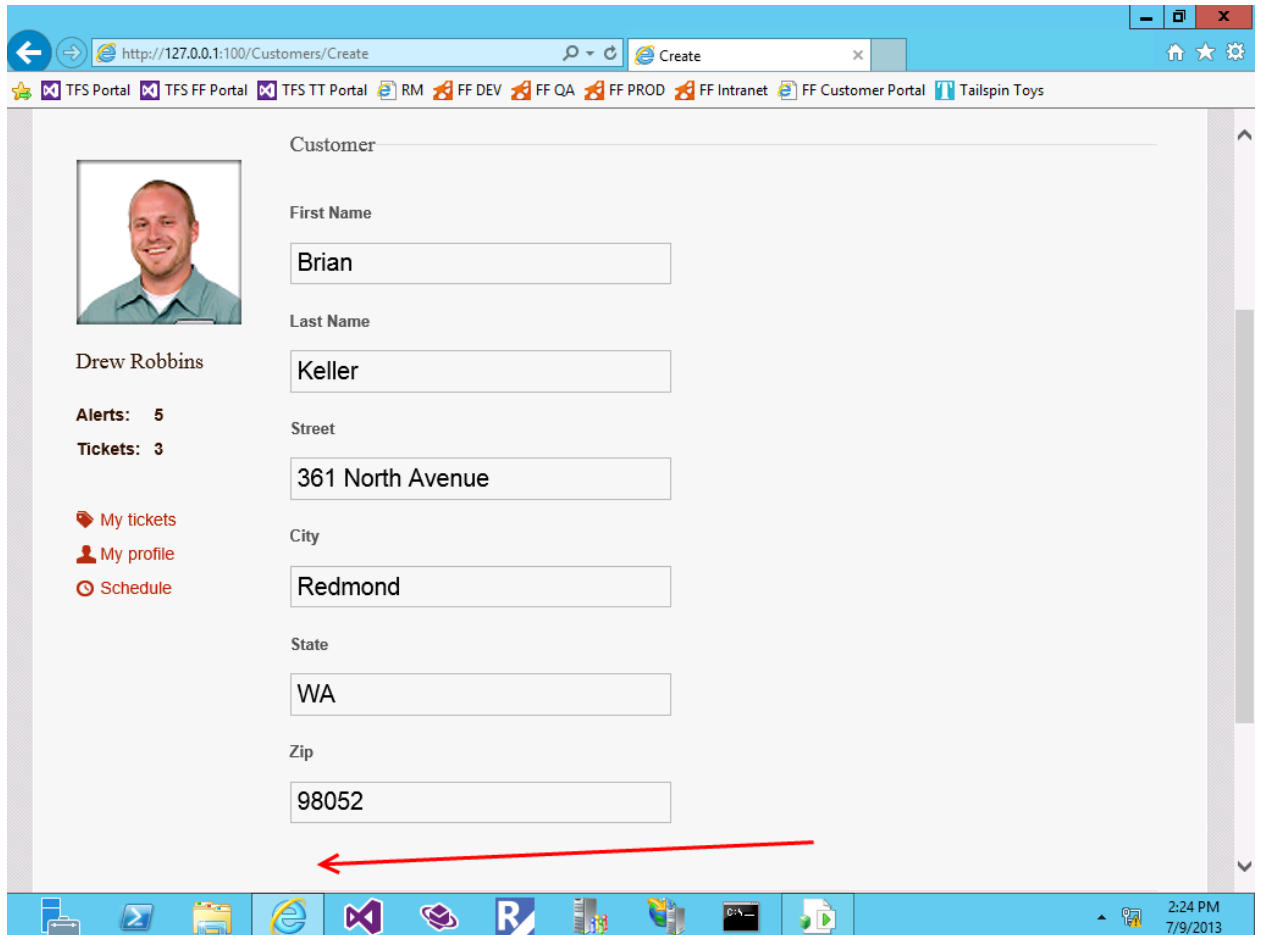 http://127.0.0.1:100/Customers/Create
Create
TFS Portal TFS FF Portal TFS TT Portal RM FF DEV FF QA FF PROD FF Intranet FF Customer Portal Tailspin Toys
Customer
First Name
Brian
Last Name
Drew Robbins
Keller
Alerts: 5
Street
Tickets: 3
361 North Avenue
My tickets
City
My profile
Redmond
Schedule
State
WA
Zip
98052
C:\_
2:24 PM
7/9/2013